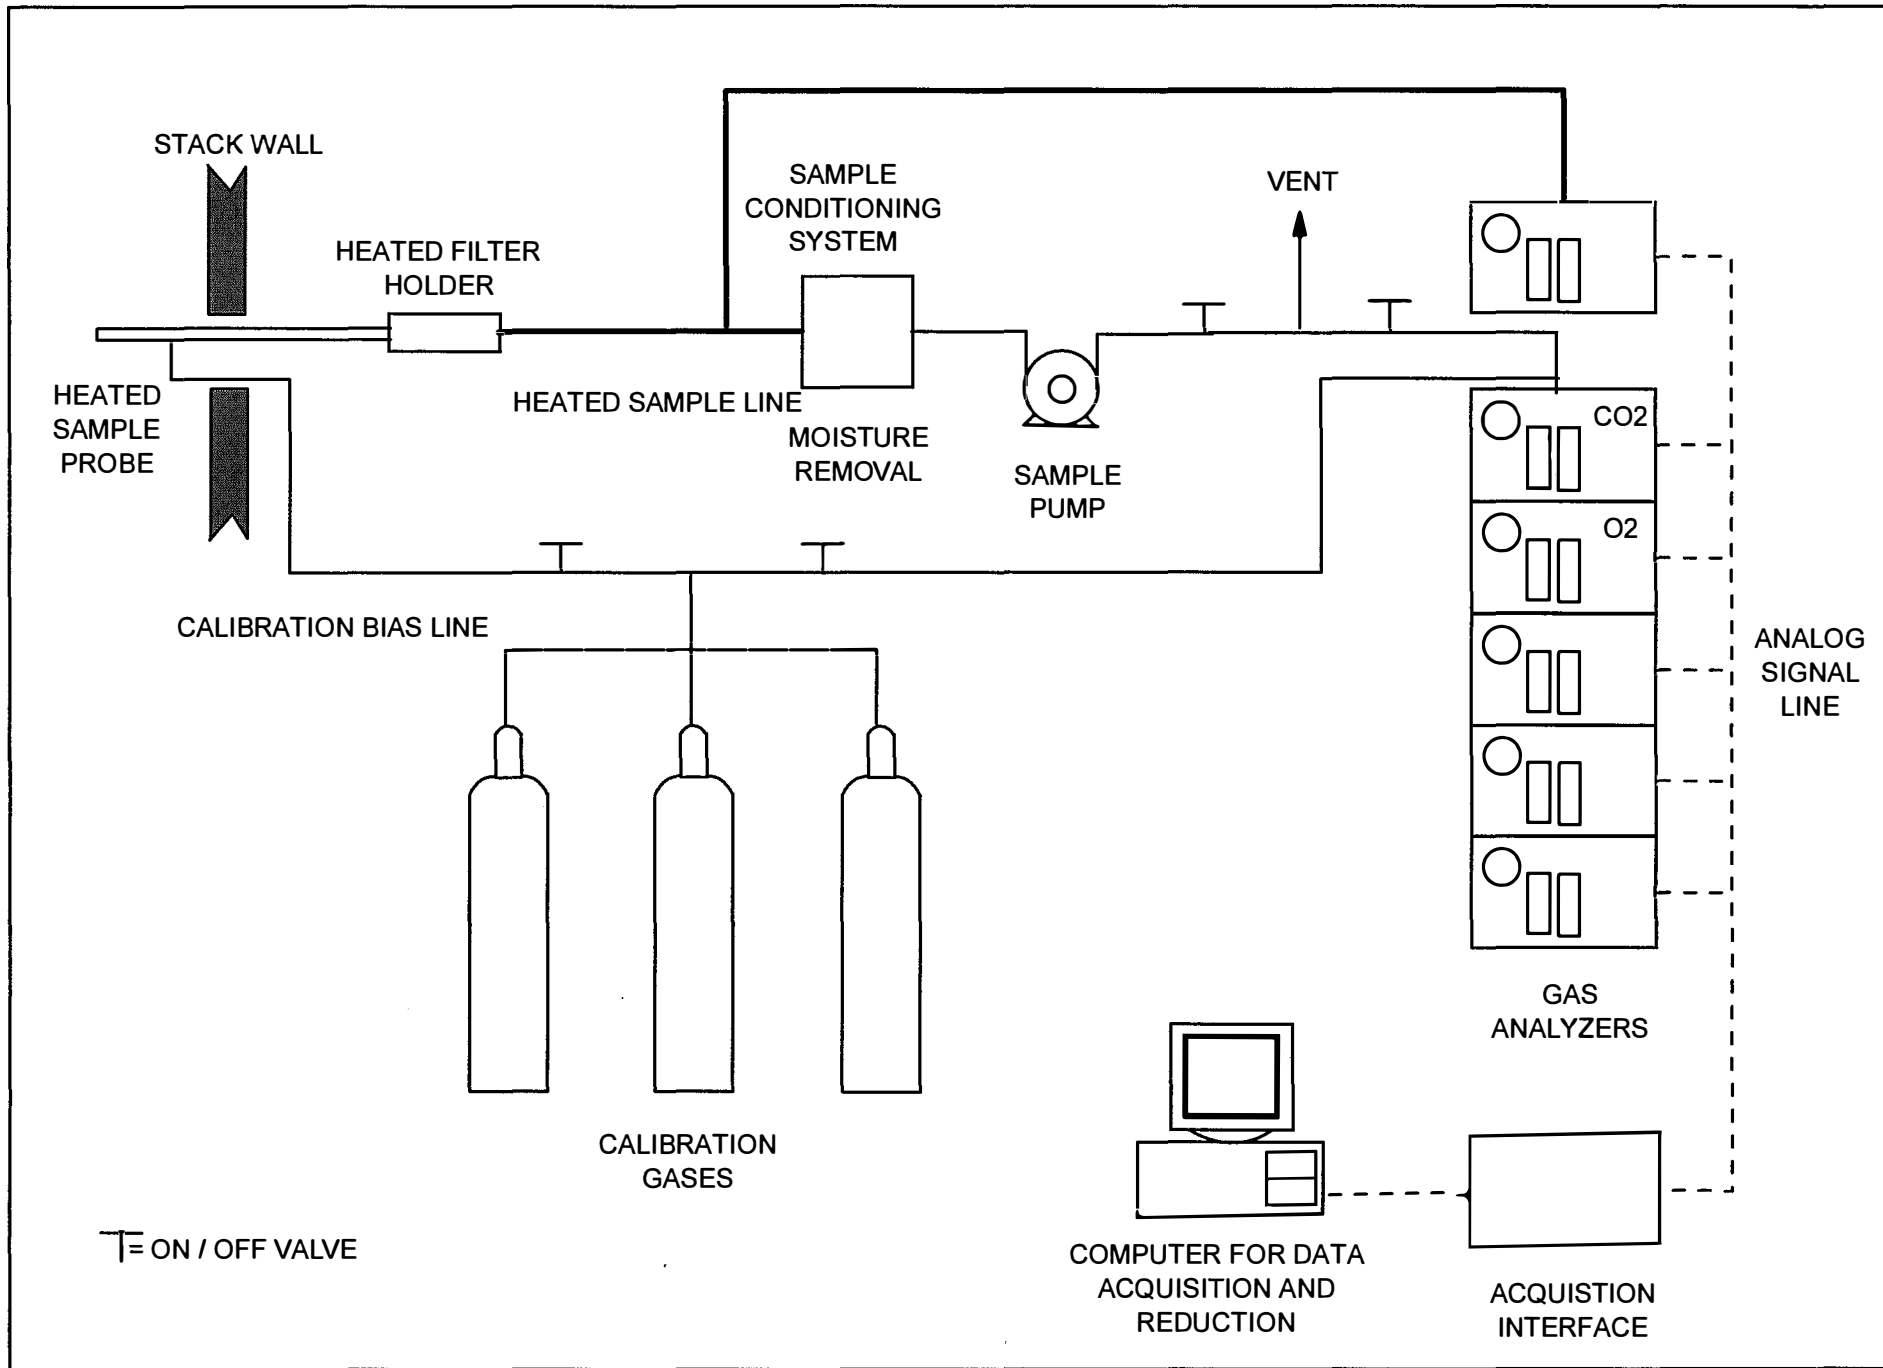 STACK WALL
SAMPLE
CONDITIONING
SYSTEM
VENT
HEATED FILTER
HOLDER
HEATED
SAMPLE
PROBE
HEATED SAMPLE LINE
MOISTURE
REMOVAL
SAMPLE
PUMP
CO2
O2
CALIBRATION BIAS LINE
ANALOG
SIGNAL
LINE
GAS
ANALYZERS
CALIBRATION
GASES
= ON / OFF VALVE
COMPUTER FOR DATA
ACQUISITION AND
REDUCTION
ACQUISTION
INTERFACE